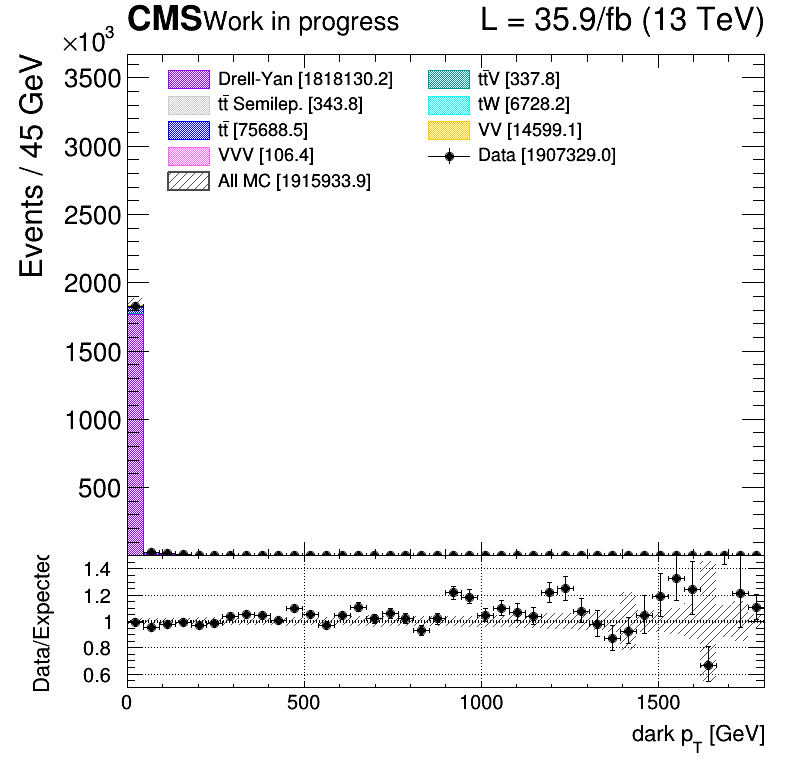 CMS Work in progress L = 35.9/fb (13 TeV)
×10³
Events / 45 GeV
3500
3000
2500
2000
1500
1000
500
Drell-Yan [1818130.2]
tt̄ Semilep. [343.8]
tt̄ [75688.5]
VVV [106.4]
All MC [1915933.9]
tt̄V [337.8]
tW [6728.2]
VV [14599.1]
Data [1907329.0]
Data/Expected
1.4
1.2
1
0.8
0.6
0 500 1000 1500
dark p_T [GeV]